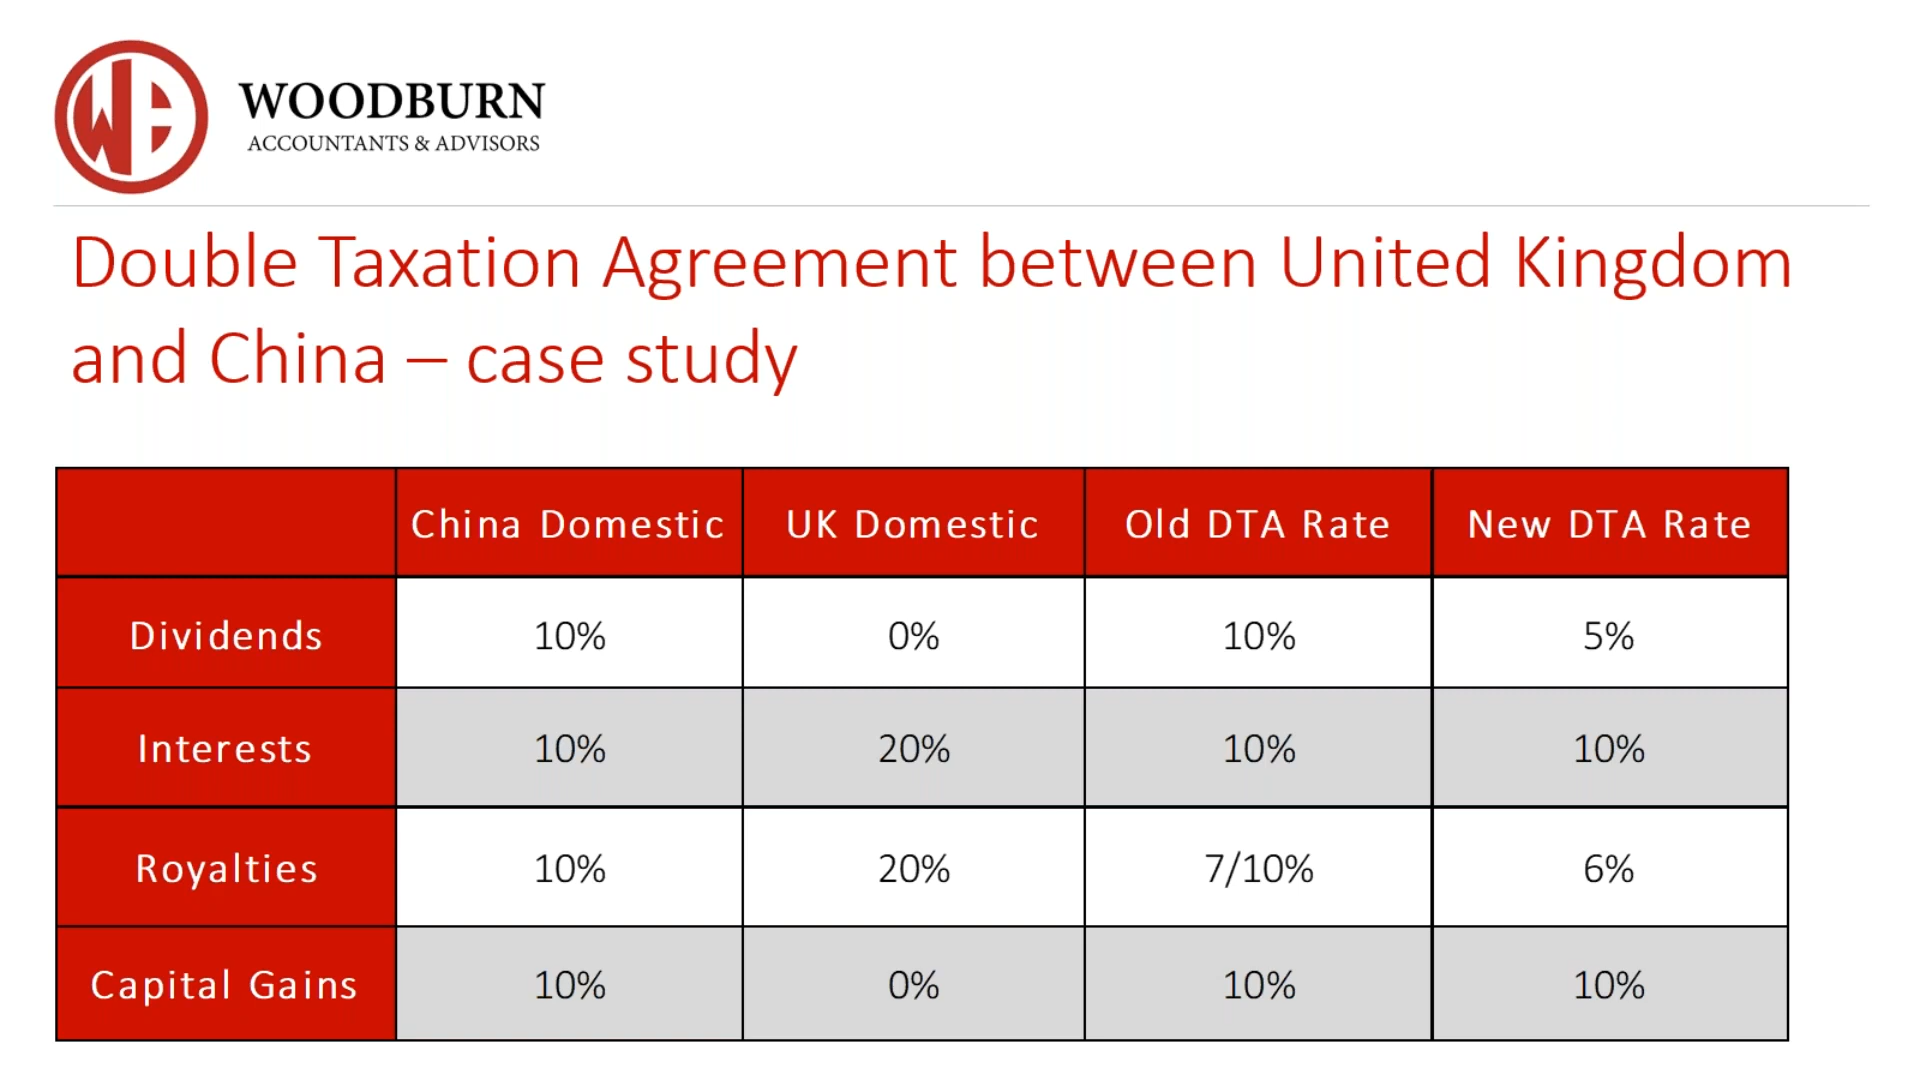 WOODBURN
ACCOUNTANTS & ADVISORS
Double Taxation Agreement between United Kingdom
and China – case study
China Domestic UK Domestic Old DTA Rate New DTA Rate
Dividends 10% 0% 10% 5%
Interests 10% 20% 10% 10%
Royalties 10% 20% 7/10% 6%
Capital Gains 10% 0% 10% 10%